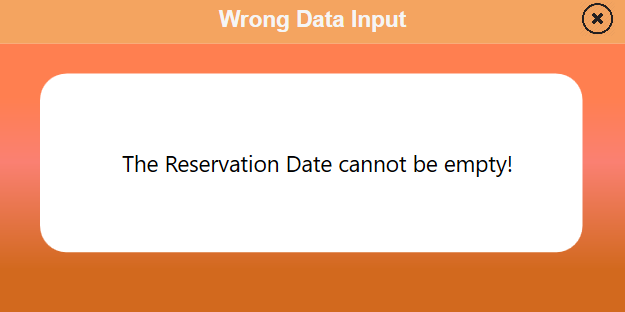 Wrong Data Input
The Reservation Date cannot be empty!